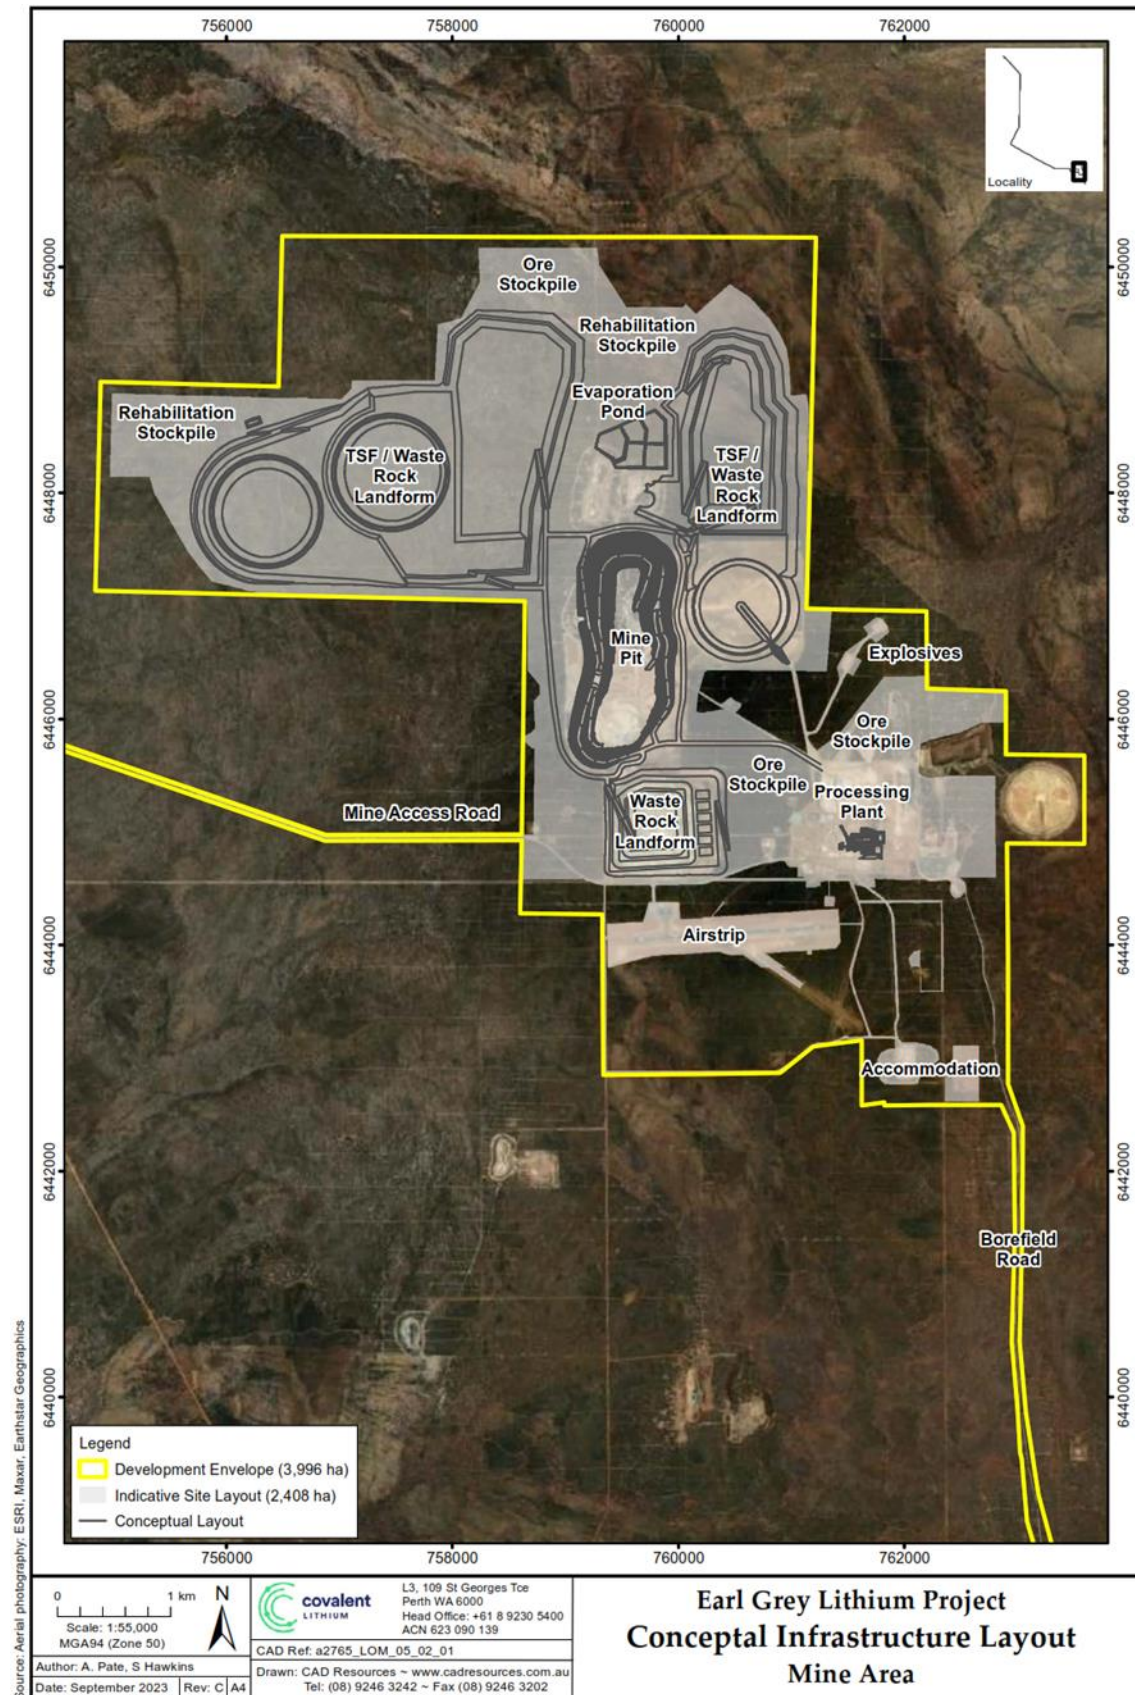 756000
758000
760000
762000
6450000
6450000
6448000
6448000
6446000
6446000
6444000
6444000
6442000
6442000
6440000
6440000
Locality
Ore
Stockpile
Rehabilitation
Stockpile
Evaporation
Pond
Rehabilitation
Stockpile
TSF / Waste
Rock
Landform
TSF /
Waste
Rock
Landform
Mine
Pit
Explosives
Ore
Stockpile
Ore
Stockpile
Processing
Plant
Mine Access Road
Waste
Rock
Landform
Airstrip
Accommodation
Borefield
Road
Legend
Development Envelope (3,996 ha)
Indicative Site Layout (2,408 ha)
Conceptual Layout
756000
758000
760000
762000
Source: Aerial photography: ESRI, Maxar, Earthstar Geographics
0
1 km
N
Scale: 1:55,000
MGA94 (Zone 50)
Author: A. Pate, S Hawkins
Date: September 2023
Rev: C
A4
covalent
LITHIUM
L3, 109 St Georges Tce
Perth WA 6000
Head Office: +61 8 9230 5400
ACN 623 090 139
CAD Ref: a2765_LOM_05_02_01
Drawn: CAD Resources ~ www.cadresources.com.au
Tel: (08) 9246 3242 ~ Fax (08) 9246 3202
Earl Grey Lithium Project
Conceptal Infrastructure Layout
Mine Area